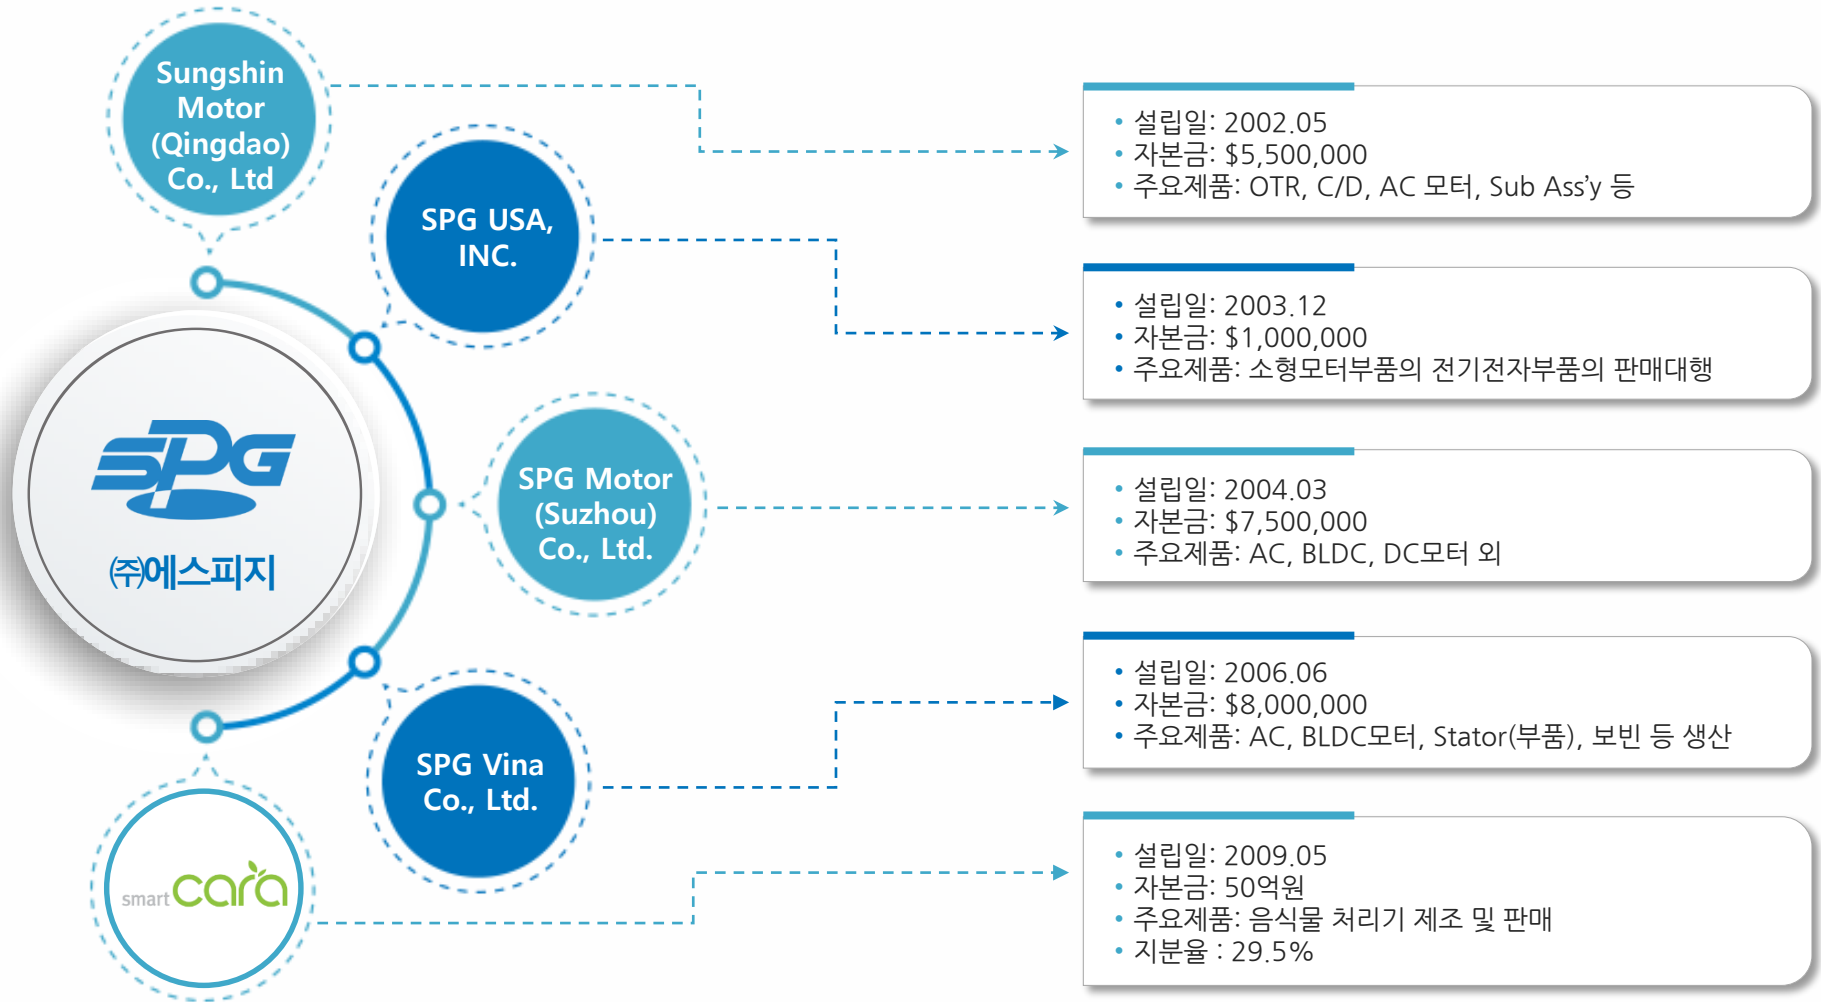 Sungshin
Motor
(Qingdao)
Co., Ltd
• 설립일: 2002.05
• 자본금: $5,500,000
• 주요제품: OTR, C/D, AC 모터, Sub Ass’y 등
SPG USA,
INC.
• 설립일: 2003.12
• 자본금: $1,000,000
• 주요제품: 소형모터부품의 전기전자부품의 판매대행
SPG
㈜에스피지
SPG Motor
(Suzhou)
Co., Ltd.
• 설립일: 2004.03
• 자본금: $7,500,000
• 주요제품: AC, BLDC, DC모터 외
SPG Vina
Co., Ltd.
• 설립일: 2006.06
• 자본금: $8,000,000
• 주요제품: AC, BLDC모터, Stator(부품), 보빈 등 생산
smart cara
• 설립일: 2009.05
• 자본금: 50억원
• 주요제품: 음식물 처리기 제조 및 판매
• 지분율 : 29.5%